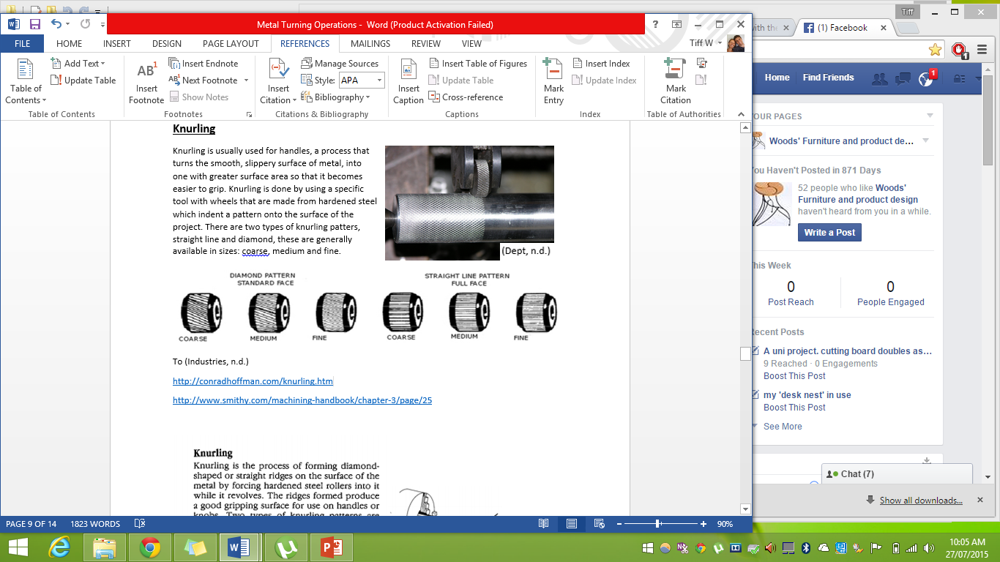 Tiff
Metal Turning Operations -  Word (Product Activation Failed)
?
FILE
HOME
INSERT
DESIGN
PAGE LAYOUT
REFERENCES
MAILINGS
REVIEW
VIEW
Tiff W
Table of
Contents
Add Text
Update Table
Table of Contents
AB1
Insert
Footnote
Insert Endnote
Next Footnote
Show Notes
Footnotes
Insert
Citation
Manage Sources
Style: APA
Bibliography
Citations & Bibliography
Insert
Caption
Insert Table of Figures
Update Table
Cross-reference
Captions
Mark
Entry
Insert Index
Update Index
Index
Mark
Citation
Table of Authorities
Knurling
Knurling is usually used for handles, a process that
turns the smooth, slippery surface of metal, into
one with greater surface area so that it becomes
easier to grip. Knurling is done by using a specific
tool with wheels that are made from hardened steel
which indent a pattern onto the surface of the
project. There are two types of knurling patters,
straight line and diamond, these are generally
available in sizes: coarse, medium and fine.
(Dept, n.d.)
DIAMOND PATTERN
STANDARD FACE
STRAIGHT LINE PATTERN
FULL FACE
COARSE
MEDIUM
FINE
COARSE
MEDIUM
FINE
To (Industries, n.d.)
http://conradhoffman.com/knurling.htm
http://www.smithy.com/machining-handbook/chapter-3/page/25
Knurling
Knurling is the process of forming diamond-
shaped or straight ridges on the surface of the
metal by forcing hardened steel rollers into it
while it revolves. The ridges formed produce
a good gripping surface for use on handles or
knobs. Two types of knurling patterns are
PAGE 9 OF 14
1823 WORDS
90%
with the
(1) Facebook
1
Home
Find Friends
1
YOUR PAGES
Woods' Furniture and product de...
You Haven't Posted in 871 Days
52 people who like Woods'
Furniture and product design
haven't heard from you in a while.
Write a Post
This Week
0
Post Reach
0
People Engaged
Recent Posts
A uni project. cutting board doubles as...
9 Reached · 0 Engagements
Boost This Post
my 'desk nest' in use
Boost This Post
See More
Chat (7)
Show all downloads...
10:05 AM
27/07/2015